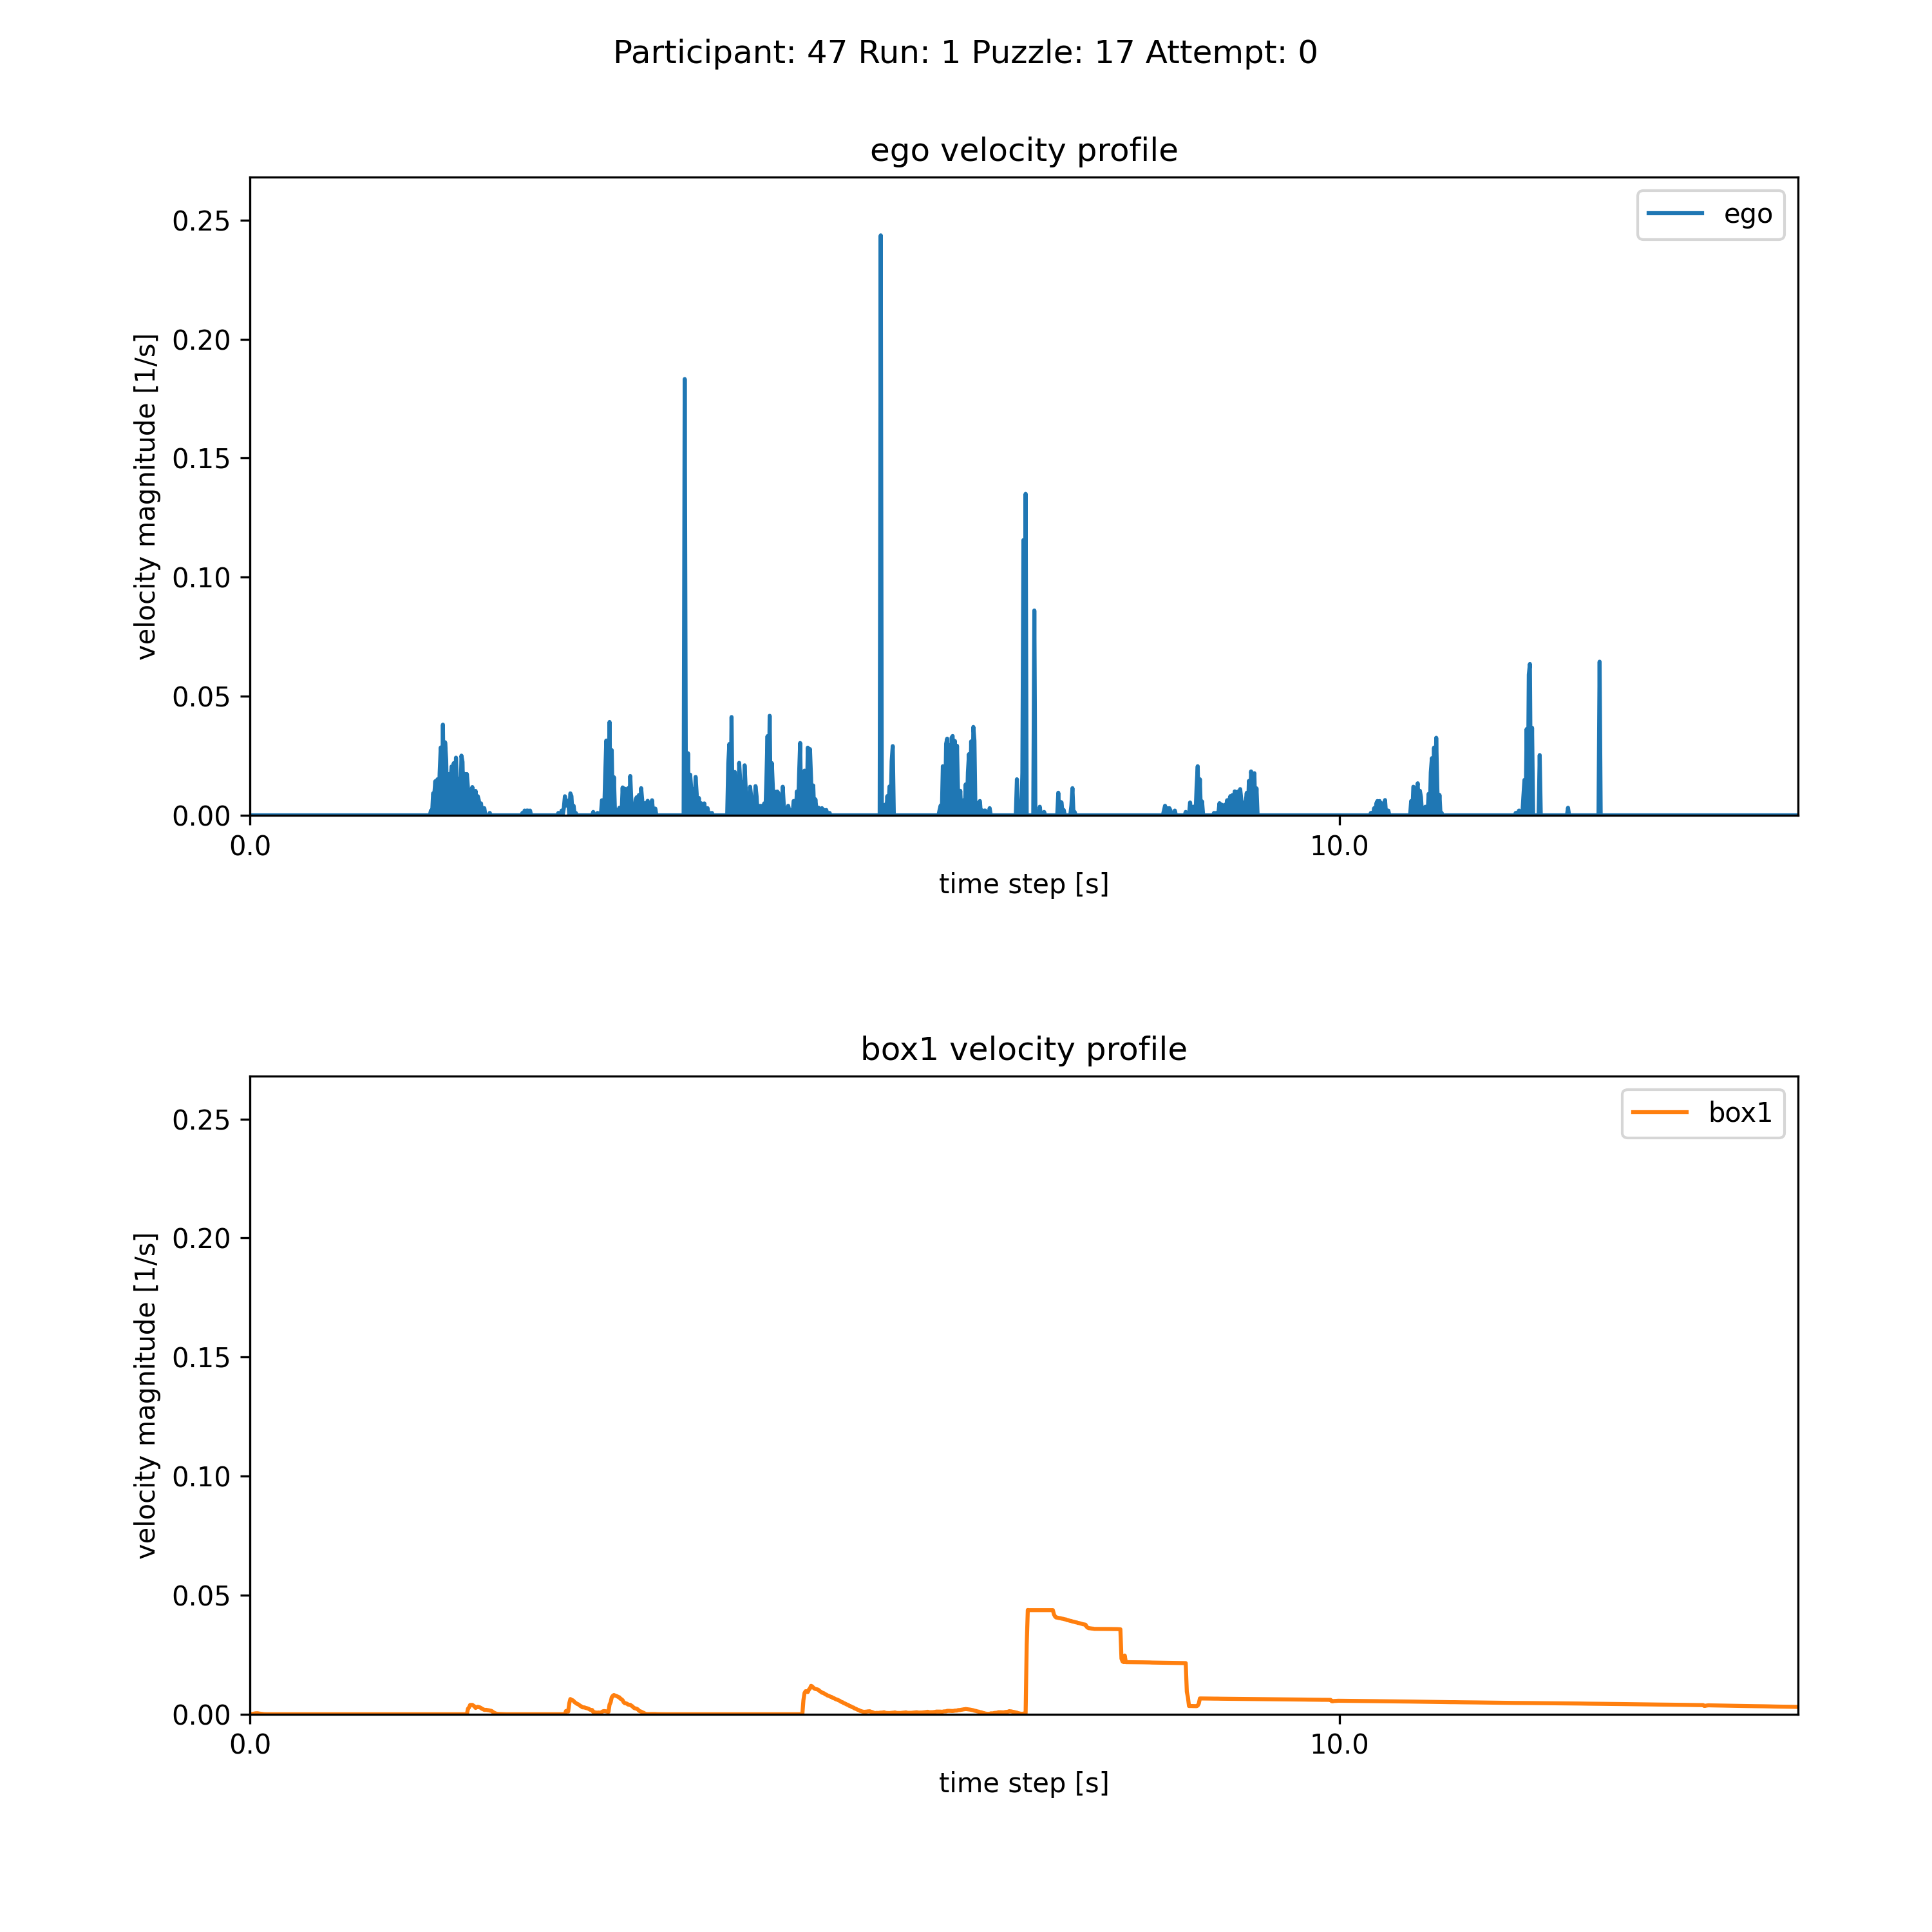 Participant: 47 Run: 1 Puzzle: 17 Attempt: 0
ego velocity profile
ego
velocity magnitude [1/s]
0.25
0.20
0.15
0.10
0.05
0.00
0.0
10.0
time step [s]
box1 velocity profile
box1
velocity magnitude [1/s]
0.25
0.20
0.15
0.10
0.05
0.00
0.0
10.0
time step [s]